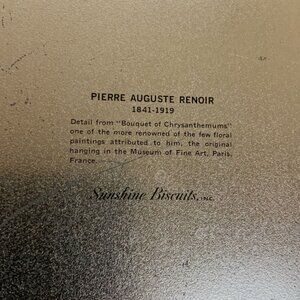 PIERRE AUGUSTE RENOIR
1841-1919
Detail from "Bouquet of Chrysanthemums"
one of the more renowned of the few floral
paintings attributed to him, the original
hanging in the Museum of Fine Art, Paris,
France.
Sunshine Biscuits, INC.